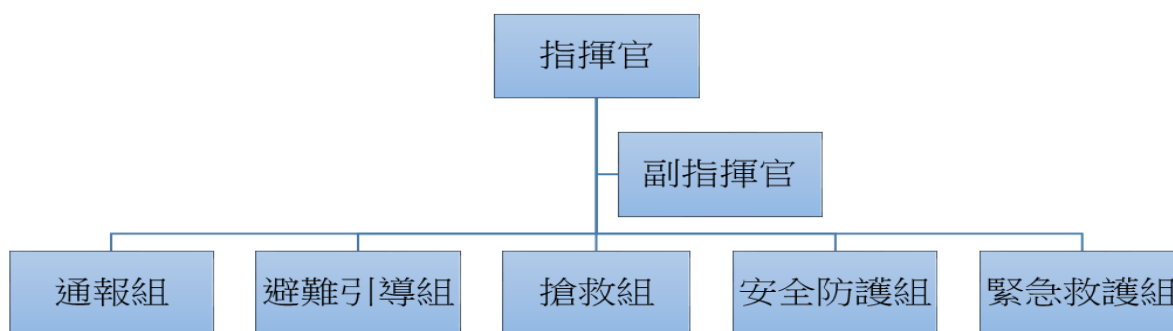 指揮官
副指揮官
通報組
避難引導組
搶救組
安全防護組
緊急救護組